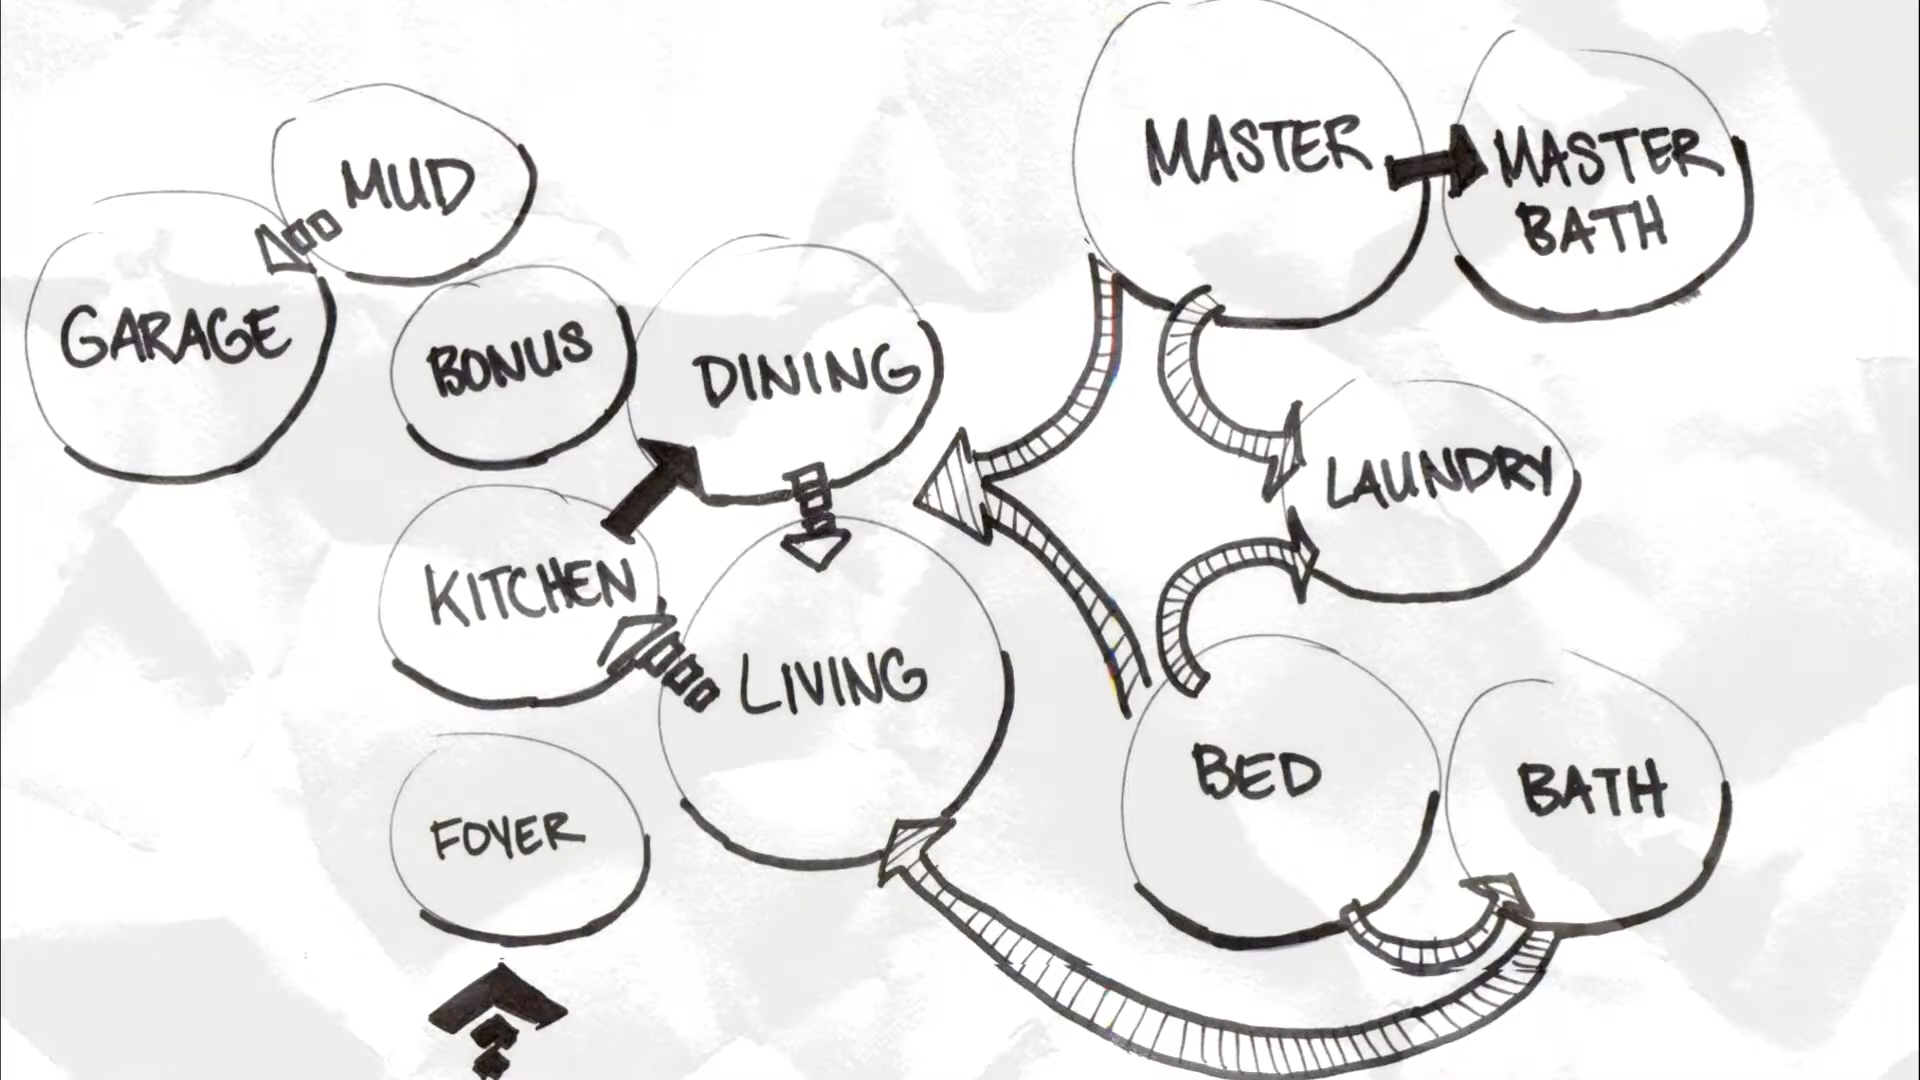 MASTER
MASTER
BATH
MUD
GARAGE
BONUS
DINING
LAUNDRY
KITCHEN
LIVING
BED
BATH
FOYER